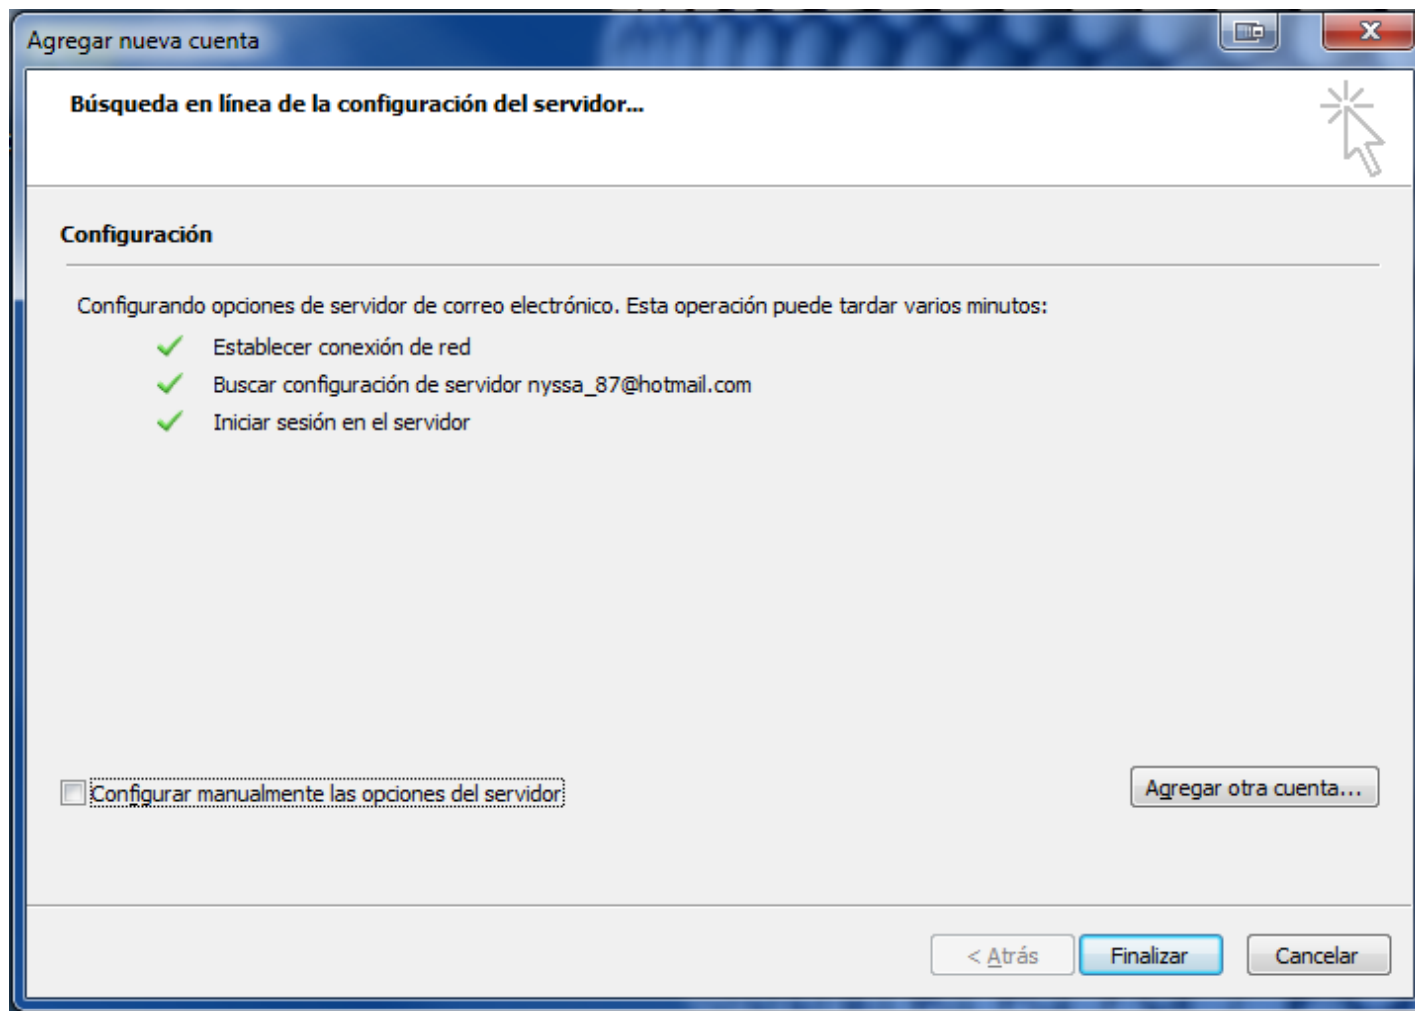 Agregar nueva cuenta
Búsqueda en línea de la configuración del servidor...
Configuración
Configurando opciones de servidor de correo electrónico. Esta operación puede tardar varios minutos:
Establecer conexión de red
Buscar configuración de servidor nyssa_87@hotmail.com
Iniciar sesión en el servidor
Configurar manualmente las opciones del servidor
Agregar otra cuenta...
< Atrás
Finalizar
Cancelar